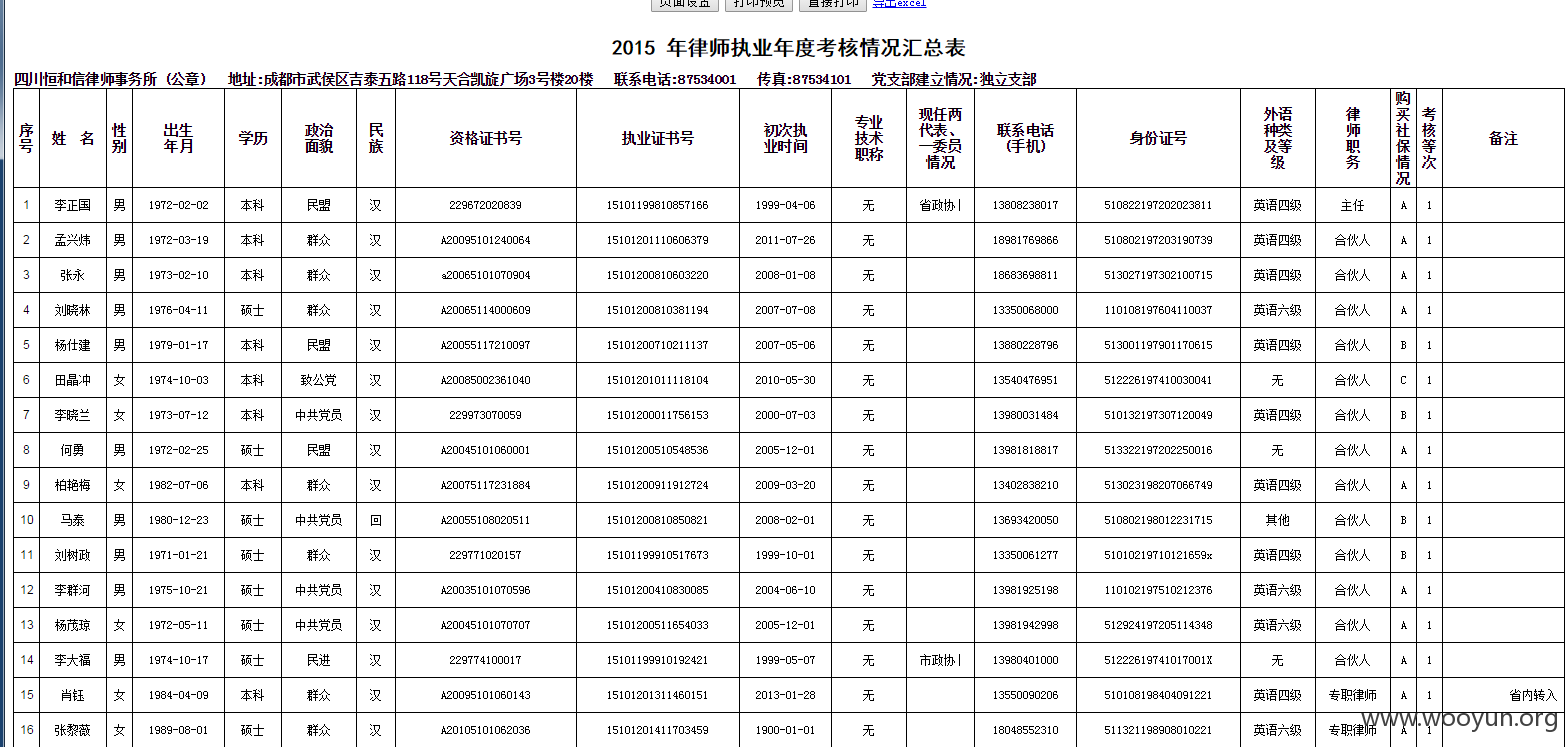 页面设置 打印预览 直接打印 导出excel
2015 年律师执业年度考核情况汇总表
四川恒和信律师事务所（公章） 地址:成都市武侯区吉泰五路118号天合凯旋广场3号楼20楼 联系电话:87534001 传真:87534101 党支部建立情况:独立支部
序号 姓 名 性别 出生年月 学历 政治面貌 民族 资格证书号 执业证书号 初次执业时间 专业技术职称 现任两代表、一委员情况 联系电话(手机) 身份证号 外语种类及等级 律师职务 购买社保情况 考核等次 备注
1 李正国 男 1972-02-02 本科 民盟 汉 229672020839 15101199810857166 1999-04-06 无 省政协 13808238017 510822197202023811 英语四级 主任 A 1
2 孟兴炜 男 1972-03-19 本科 群众 汉 A20095101240064 15101201110606379 2011-07-26 无 18981769866 510802197203190739 英语四级 合伙人 A 1
3 张永 男 1973-02-10 本科 群众 汉 a20065101070904 15101200810603220 2008-01-08 无 18683698811 513027197302100715 英语四级 合伙人 A 1
4 刘晓林 男 1976-04-11 硕士 群众 汉 A20065114000609 15101200810381194 2007-07-08 无 13350068000 110108197604110037 英语六级 合伙人 A 1
5 杨仕建 男 1979-01-17 本科 民盟 汉 A20055117210097 15101200710211137 2007-05-06 无 13880228796 513001197901170615 英语四级 合伙人 B 1
6 田晶冲 女 1974-10-03 本科 致公党 汉 A20085002361040 15101201011118104 2010-05-30 无 13540476951 512226197410030041 无 合伙人 C 1
7 李晓兰 女 1973-07-12 本科 中共党员 汉 229973070059 15101200011756153 2000-07-03 无 13980031484 510132197307120049 英语四级 合伙人 B 1
8 何勇 男 1972-02-25 硕士 民盟 汉 A20045101060001 15101200510548536 2005-12-01 无 13981818817 513322197202250016 无 合伙人 A 1
9 柏艳梅 女 1982-07-06 本科 群众 汉 A20075117231884 15101200911912724 2009-03-20 无 13402838210 513023198207066749 英语四级 合伙人 A 1
10 马泰 男 1980-12-23 硕士 中共党员 回 A20055108020511 15101200810850821 2008-02-01 无 13693420050 510802198012231715 其他 合伙人 B 1
11 刘树政 男 1971-01-21 硕士 群众 汉 229771020157 15101199910517673 1999-10-01 无 13350061277 51010219710121659x 英语四级 合伙人 B 1
12 李群河 男 1975-10-21 硕士 中共党员 汉 A20035101070596 15101200410830085 2004-06-10 无 13981925198 110102197510212376 英语六级 合伙人 A 1
13 杨茂琼 女 1972-05-11 硕士 中共党员 汉 A20045101070707 15101200511654033 2005-12-01 无 13981942998 512924197205114348 英语六级 合伙人 A 1
14 李大福 男 1974-10-17 硕士 民进 汉 229774100017 15101199910192421 1999-05-07 无 市政协 13980401000 51222619741017001X 无 合伙人 A 1
15 肖钰 女 1984-04-09 本科 群众 汉 A20095101060143 15101201311460151 2013-01-28 无 13550090206 510108198404091221 英语四级 专职律师 A 1 省内转入
16 张黎薇 女 1989-08-01 硕士 群众 汉 A20105101062036 15101201411703459 1900-01-01 无 18048552310 511321198908010221 英语六级 专职律师 A 1
www.wooyun.org